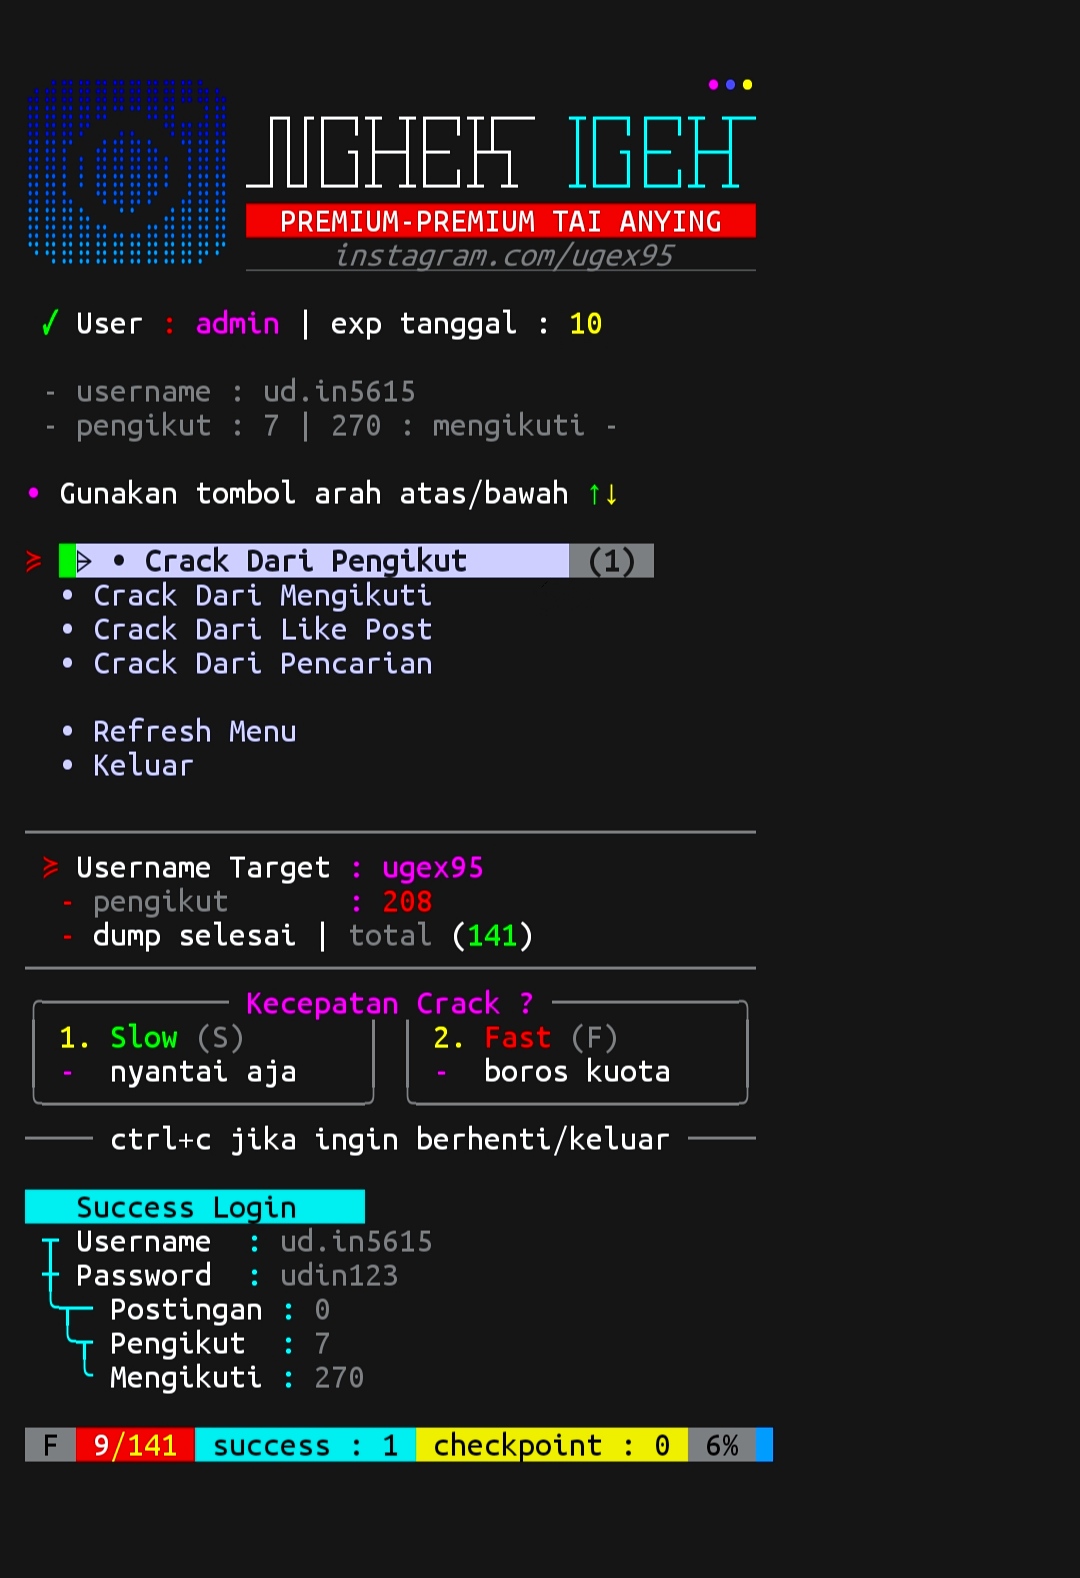 NGHEK IGEH
PREMIUM-PREMIUM TAI ANYING
instagram.com/ugex95
✓ User : admin | exp tanggal : 10
- username : ud.in5615
- pengikut : 7 | 270 : mengikuti -
• Gunakan tombol arah atas/bawah ↑↓
≽ ▷ • Crack Dari Pengikut (1)
• Crack Dari Mengikuti
• Crack Dari Like Post
• Crack Dari Pencarian
• Refresh Menu
• Keluar
≽ Username Target : ugex95
- pengikut : 208
- dump selesai | total (141)
Kecepatan Crack ?
1. Slow (S)
- nyantai aja
2. Fast (F)
- boros kuota
ctrl+c jika ingin berhenti/keluar
Success Login
Username : ud.in5615
Password : udin123
Postingan : 0
Pengikut : 7
Mengikuti : 270
F 9/141 success : 1 checkpoint : 0 6%